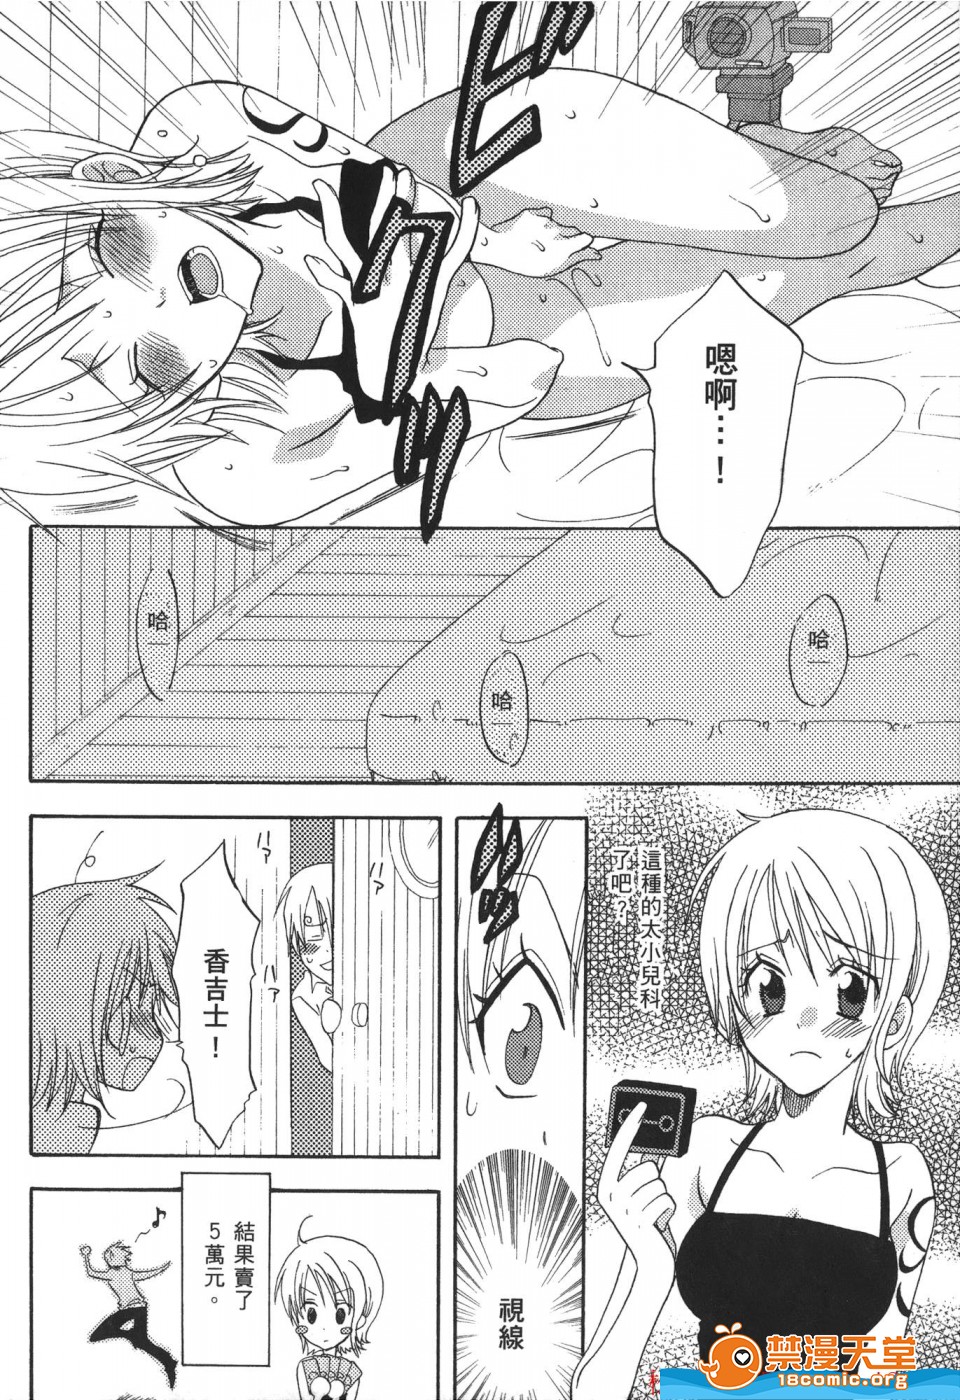 ビクッ
嗯啊…！
哈—
哈—
哈—
這種的太小兒科
了吧？
視線
香吉士！
ハァ
ハァ
結果賣了
5萬元。
禁漫天堂
18comic.org